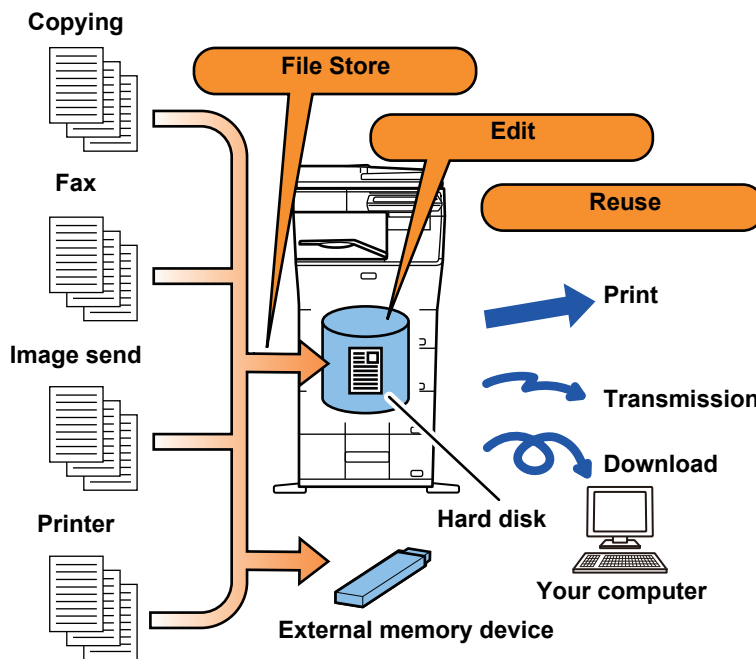 Copying
File Store
Edit
Fax
Reuse
Print
Image send
Transmission
Download
Hard disk
Printer
Your computer
External memory device